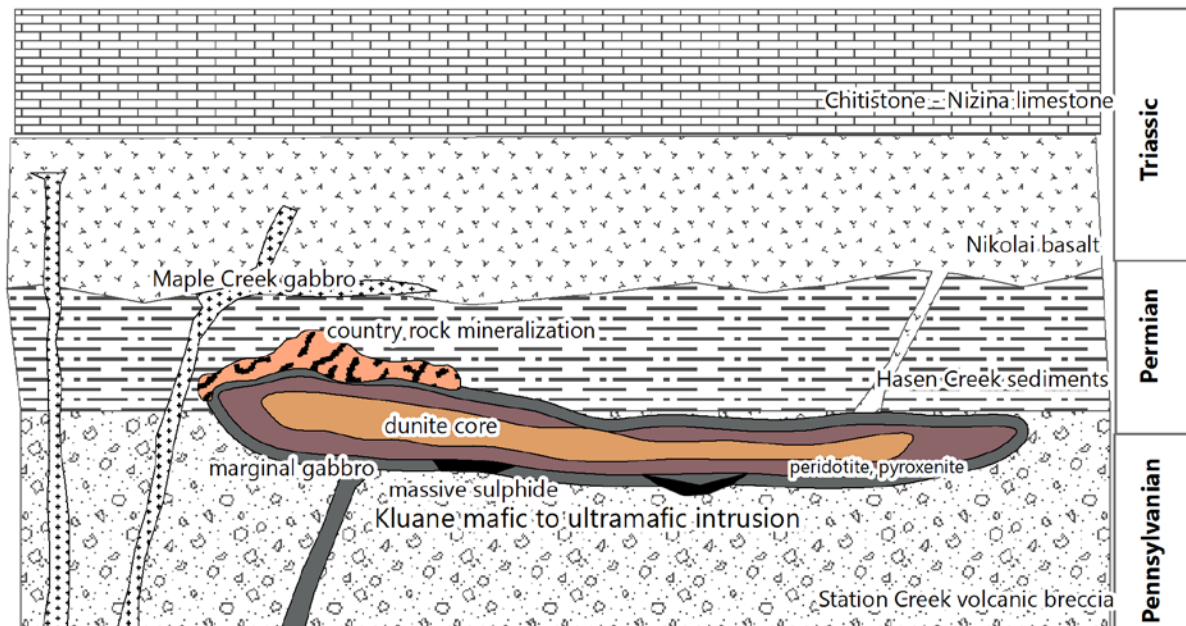 Chitistone - Nizina limestone
Triassic
Nikolai basalt
Maple Creek gabbro
Permian
country rock mineralization
Hasen Creek sediments
dunite core
marginal gabbro
peridotite, pyroxenite
massive sulphide
Kluane mafic to ultramafic intrusion
Pennsylvanian
Station Creek volcanic breccia